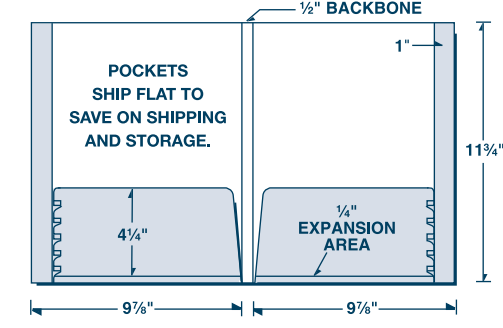 ½" BACKBONE
1"
POCKETS
SHIP FLAT TO
SAVE ON SHIPPING
AND STORAGE.
11¾"
4¼"
¼"
EXPANSION
AREA
9⅞"
9⅞"